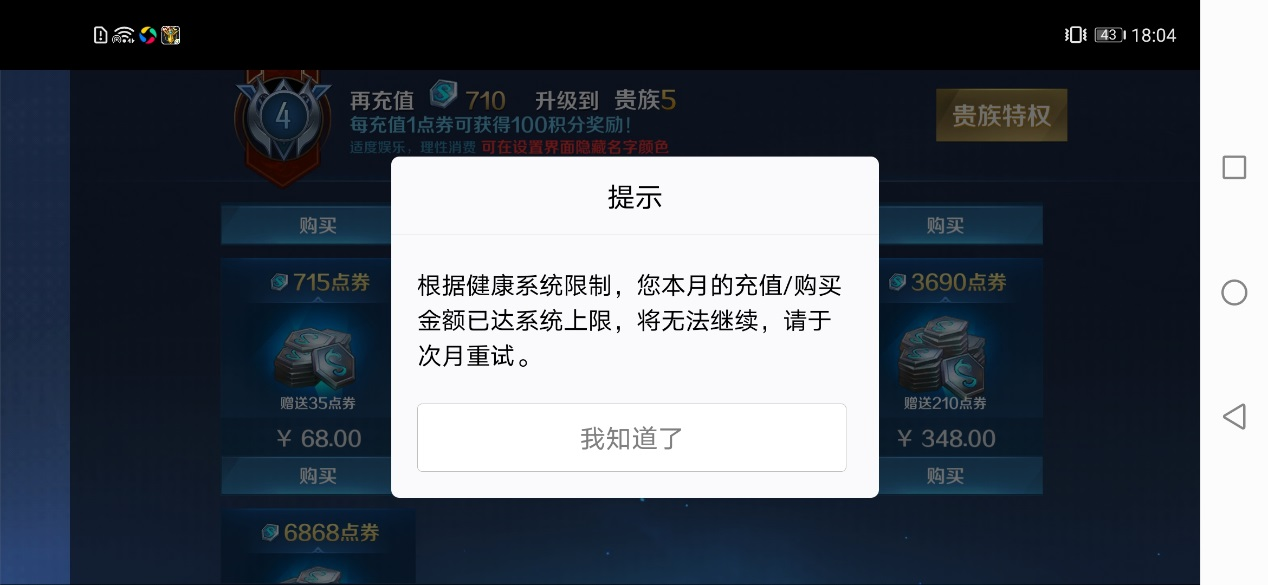 43 18:04
4
再充值 710 升级到 贵族5
每充值1点券可获得100积分奖励！
适度娱乐，理性消费 可在设置界面隐藏名字颜色
贵族特权
提示
购买
购买
715点券
3690点券
根据健康系统限制，您本月的充值/购买
金额已达系统上限，将无法继续，请于
次月重试。
赠送35点券
赠送210点券
¥ 68.00
¥ 348.00
我知道了
购买
购买
6868点券